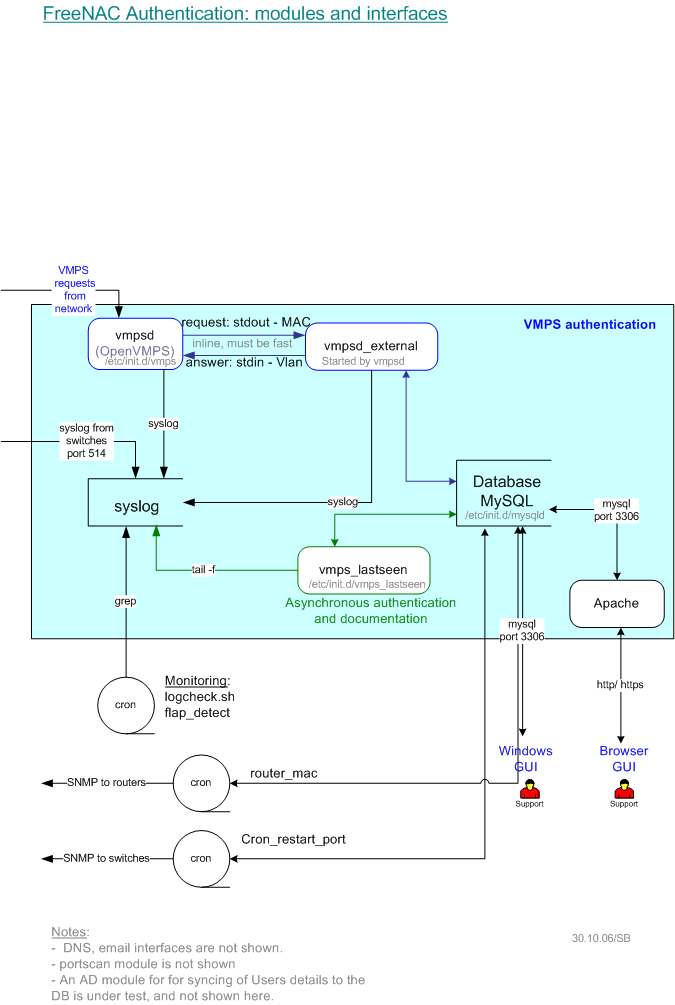 FreeNAC Authentication: modules and interfaces
VMPS
requests
from
network
VMPS authentication
vmpsd
(OpenVMPS)
/etc/init.d/vmps
request: stdout - MAC
inline, must be fast
answer: stdin - Vlan
vmpsd_external
Started by vmpsd
syslog
syslog from
switches
port 514
syslog
syslog
Database
MySQL
/etc/init.d/mysqld
mysql
port 3306
vmps_lastseen
/etc/init.d/vmps_lastseen
tail -f
Asynchronous authentication
and documentation
Apache
grep
mysql
port 3306
cron
Monitoring:
logcheck.sh
flap_detect
http/ https
Windows
GUI
Support
Browser
GUI
Support
SNMP to routers
cron
router_mac
SNMP to switches
cron
Cron_restart_port
Notes:
- DNS, email interfaces are not shown.
- portscan module is not shown
- An AD module for for syncing of Users details to the
DB is under test, and not shown here.
30.10.06/SB